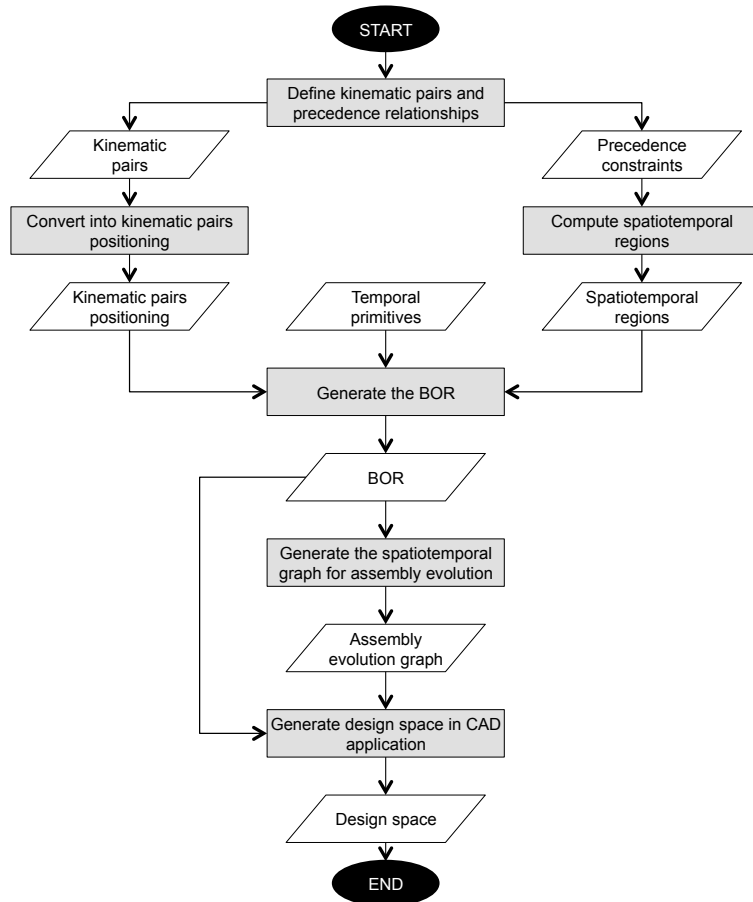 START
Define kinematic pairs and
precedence relationships
Kinematic
pairs
Precedence
constraints
Convert into kinematic pairs
positioning
Compute spatiotemporal
regions
Kinematic pairs
positioning
Temporal
primitives
Spatiotemporal
regions
Generate the BOR
BOR
Generate the spatiotemporal
graph for assembly evolution
Assembly
evolution graph
Generate design space in CAD
application
Design space
END